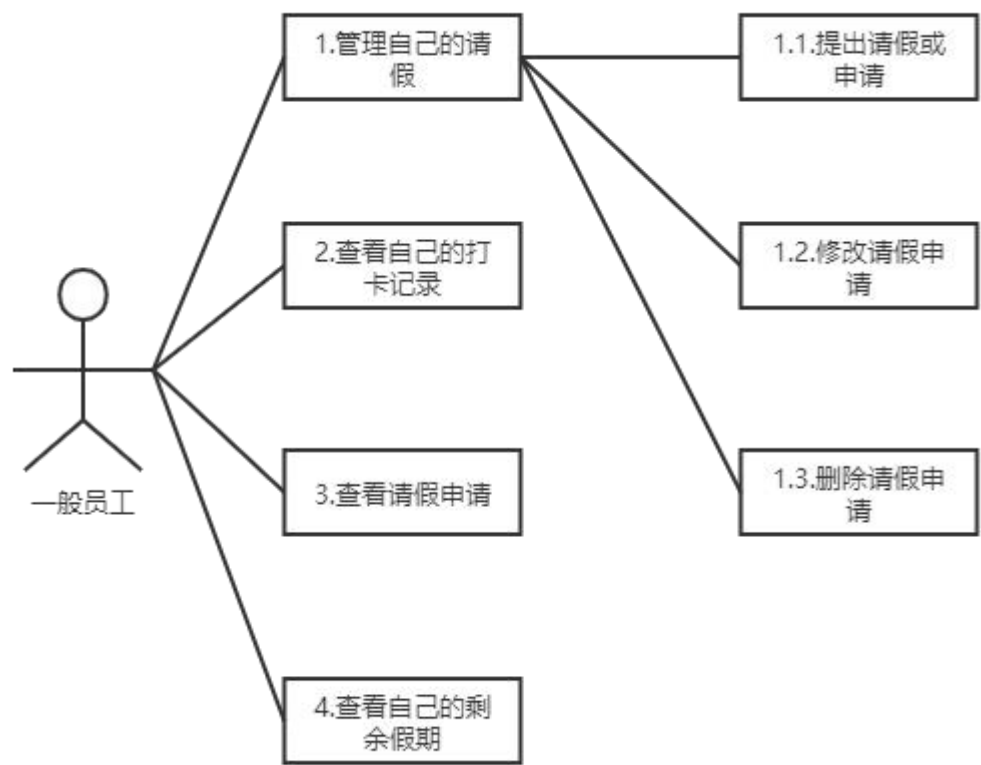 1.管理自己的请
假
1.1.提出请假或
申请
2.查看自己的打
卡记录
1.2.修改请假申
请
一般员工
3.查看请假申请
1.3.删除请假申
请
4.查看自己的剩
余假期